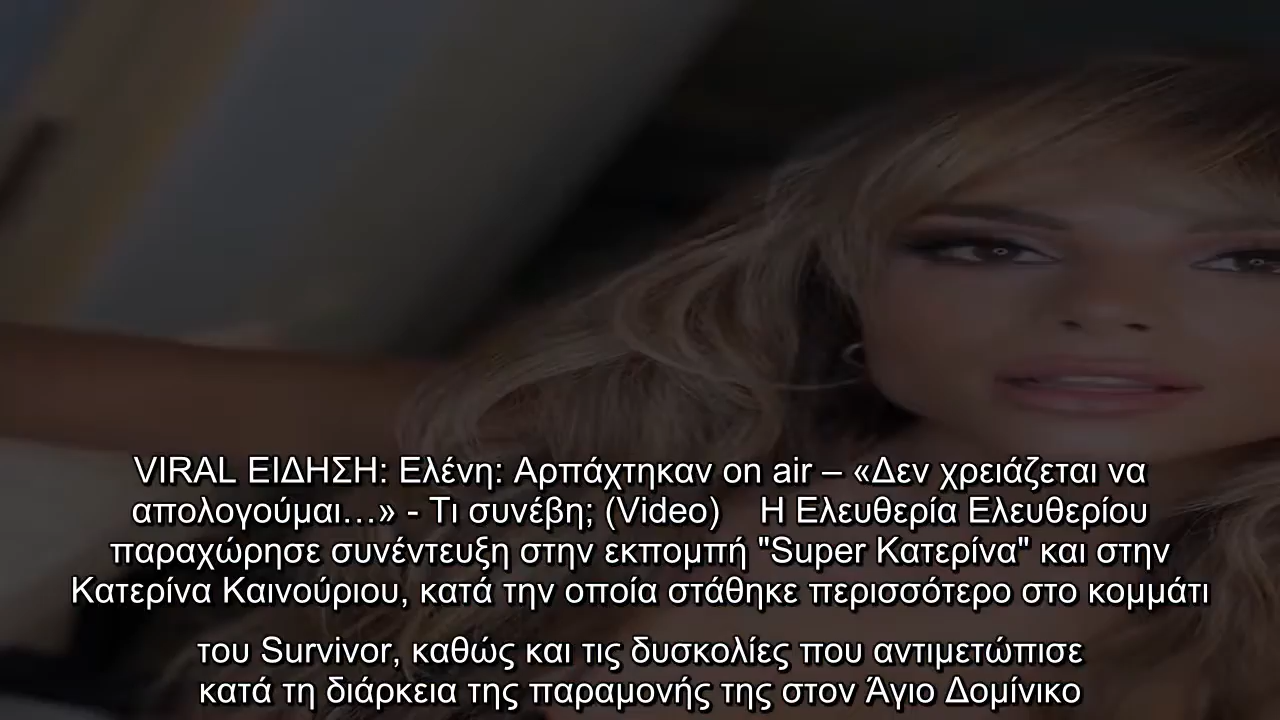 VIRAL ΕΙΔΗΣΗ: Ελένη: Αρπάχτηκαν on air – «Δεν χρειάζεται να
απολογούμαι…» - Τι συνέβη; (Video) Η Ελευθερία Ελευθερίου
παραχώρησε συνέντευξη στην εκπομπή "Super Κατερίνα" και στην
Κατερίνα Καινούριου, κατά την οποία στάθηκε περισσότερο στο κομμάτι
του Survivor, καθώς και τις δυσκολίες που αντιμετώπισε
κατά τη διάρκεια της παραμονής της στον Άγιο Δομίνικο